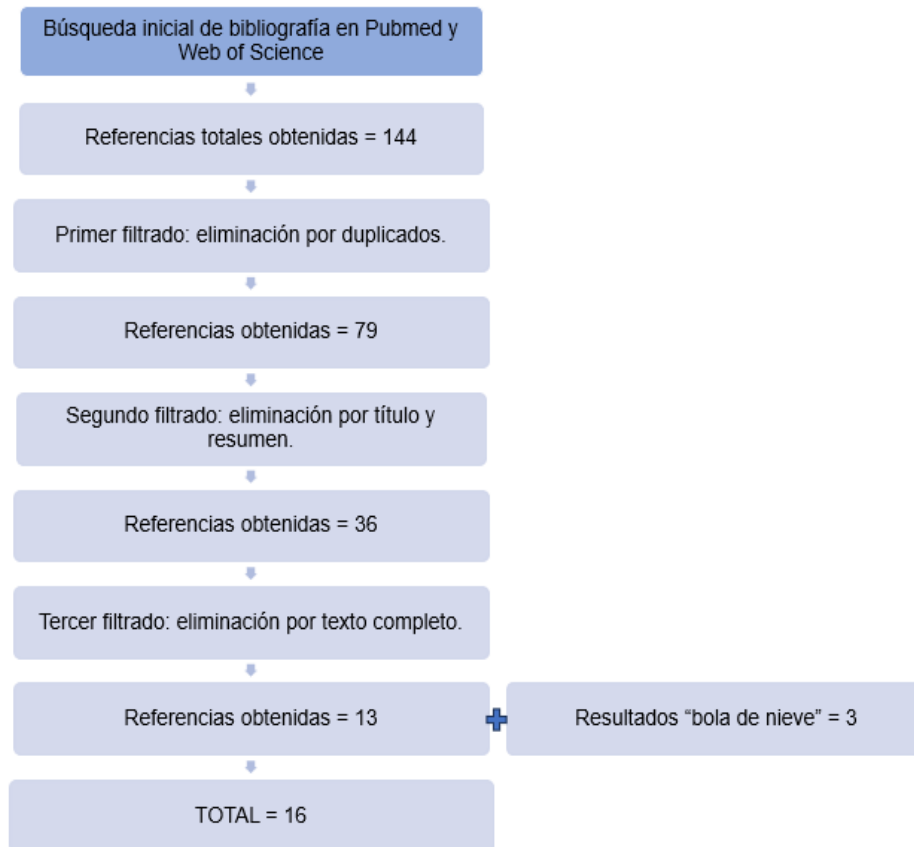 Búsqueda inicial de bibliografía en Pubmed y
Web of Science
Referencias totales obtenidas = 144
Primer filtrado: eliminación por duplicados.
Referencias obtenidas = 79
Segundo filtrado: eliminación por título y
resumen.
Referencias obtenidas = 36
Tercer filtrado: eliminación por texto completo.
Referencias obtenidas = 13
Resultados “bola de nieve” = 3
TOTAL = 16